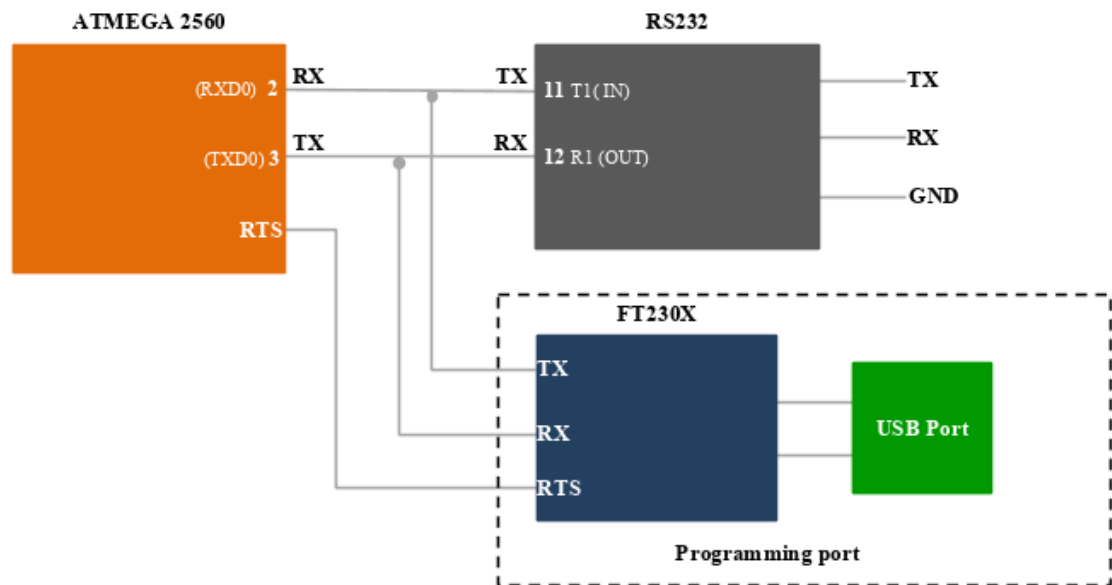 ATMEGA 2560
RS232
(RXD0) 2
RX
TX
11 T1( IN)
TX
(TXD0) 3
TX
RX
12 R1 (OUT)
RX
RTS
GND
FT230X
TX
RX
RTS
USB Port
Programming port